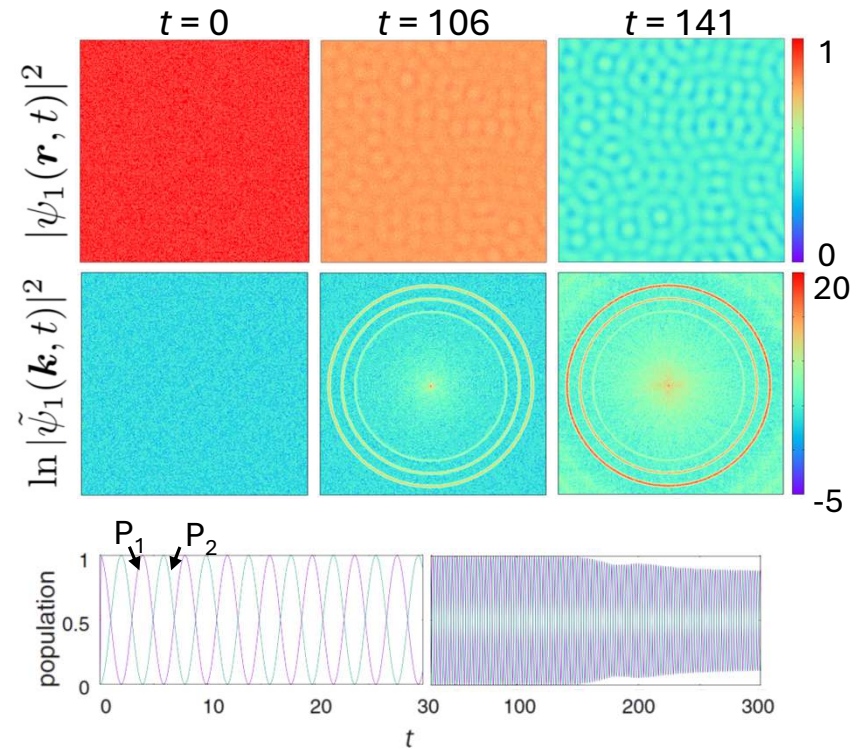 t = 0 t = 106 t = 141
|ψ₁(r, t)|²
1
0
ln |ψ̃₁(k, t)|²
20
-5
P₁ P₂
population
1
0.5
0
0 10 20 30 100 200 300
t